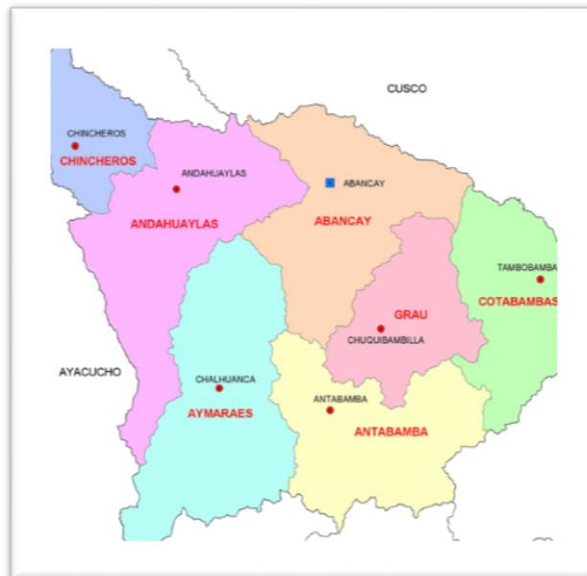 CUSCO
CHINCHEROS
CHINCHEROS
ANDAHUAYLAS
ANDAHUAYLAS
ABANCAY
ABANCAY
TAMBOBAMBA
COTABAMBAS
GRAU
CHUQUIBAMBILLA
AYACUCHO
CHALHUANCA
AYMARAES
ANTABAMBA
ANTABAMBA